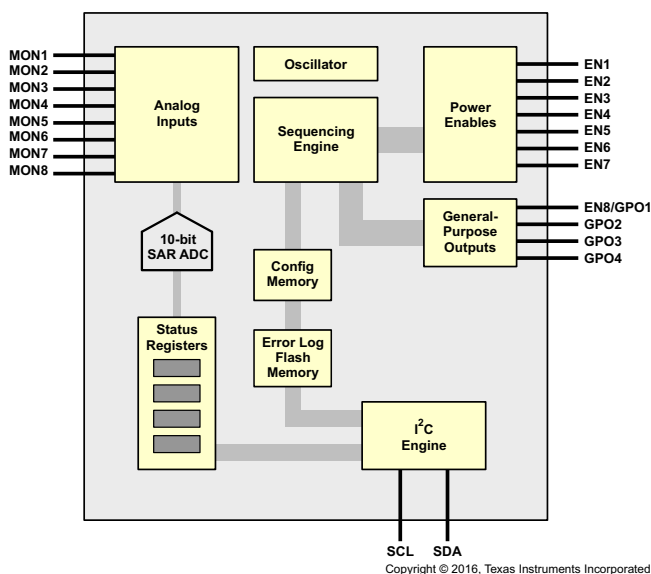 MON1
MON2
MON3
MON4
MON5
MON6
MON7
MON8
Analog
Inputs
Oscillator
Sequencing
Engine
Power
Enables
EN1
EN2
EN3
EN4
EN5
EN6
EN7
General-
Purpose
Outputs
EN8/GPO1
GPO2
GPO3
GPO4
10-bit
SAR ADC
Config
Memory
Status
Registers
Error Log
Flash
Memory
I²C
Engine
SCL SDA
Copyright © 2016, Texas Instruments Incorporated